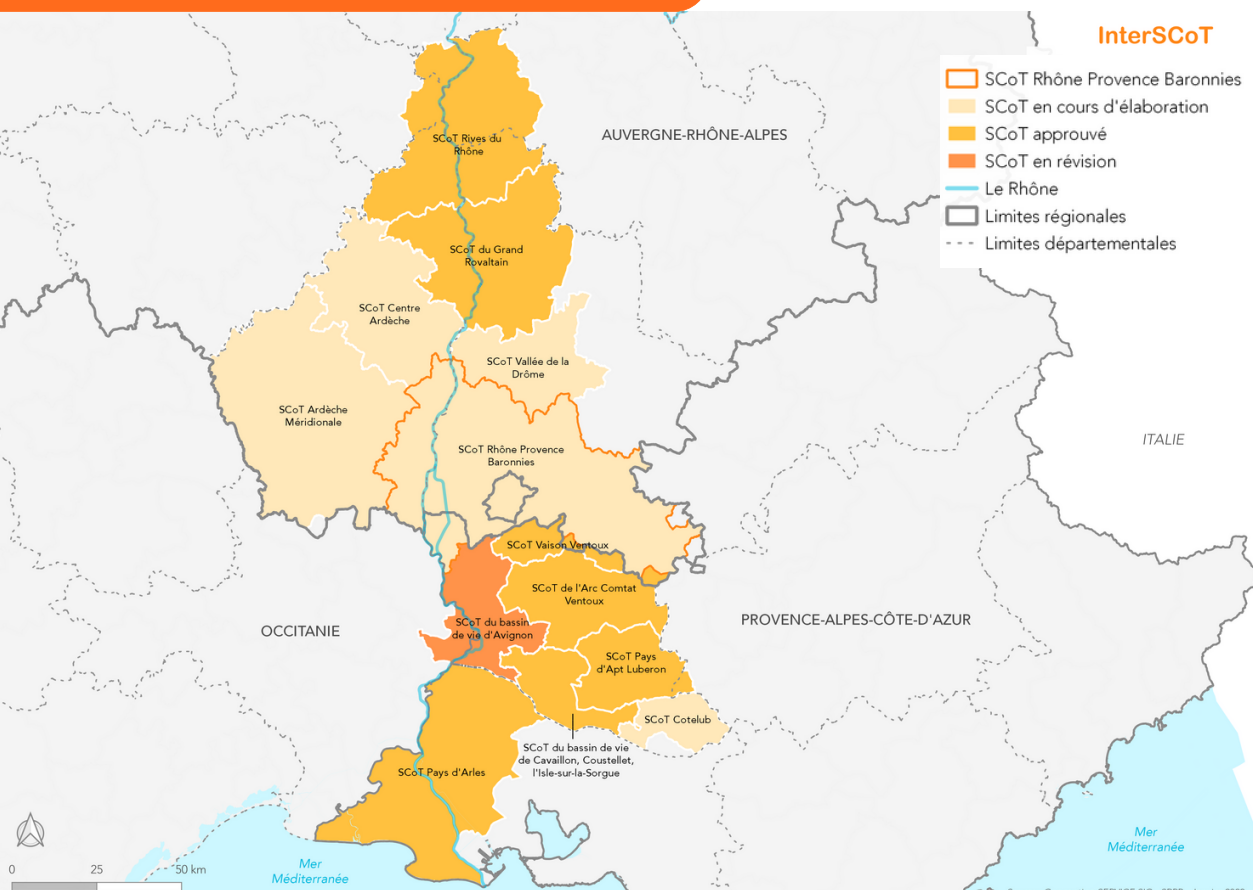 InterSCoT
SCoT Rhône Provence Baronnies
SCoT en cours d'élaboration
SCoT approuvé
SCoT en révision
Le Rhône
Limites régionales
Limites départementales
AUVERGNE-RHÔNE-ALPES
SCoT Rives du
Rhône
SCoT du Grand
Rovaltain
SCoT Centre
Ardèche
SCoT Vallée de la
Drôme
SCoT Ardèche
Méridionale
SCoT Rhône Provence
Baronnies
ITALIE
SCoT Vaison Ventoux
SCoT de l'Arc Comtat
Ventoux
SCoT du bassin
de vie d'Avignon
OCCITANIE
PROVENCE-ALPES-CÔTE-D'AZUR
SCoT Pays
d'Apt Luberon
SCoT Cotelub
SCoT du bassin de vie
de Cavaillon, Coustellet,
l'Isle-sur-la-Sorgue
SCoT Pays d'Arles
Mer
Méditerranée
Mer
Méditerranée
0 25 50 km